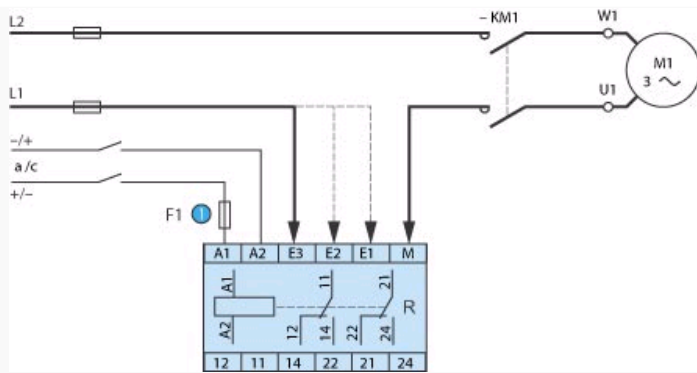 L2
– KM1
W1
M1
3 ~
L1
U1
–/+
a/c
+/–
F1 1
A1 A2 E3 E2 E1 M
A1
11
21
R
A2
12
14
22
24
12 11 14 22 21 24